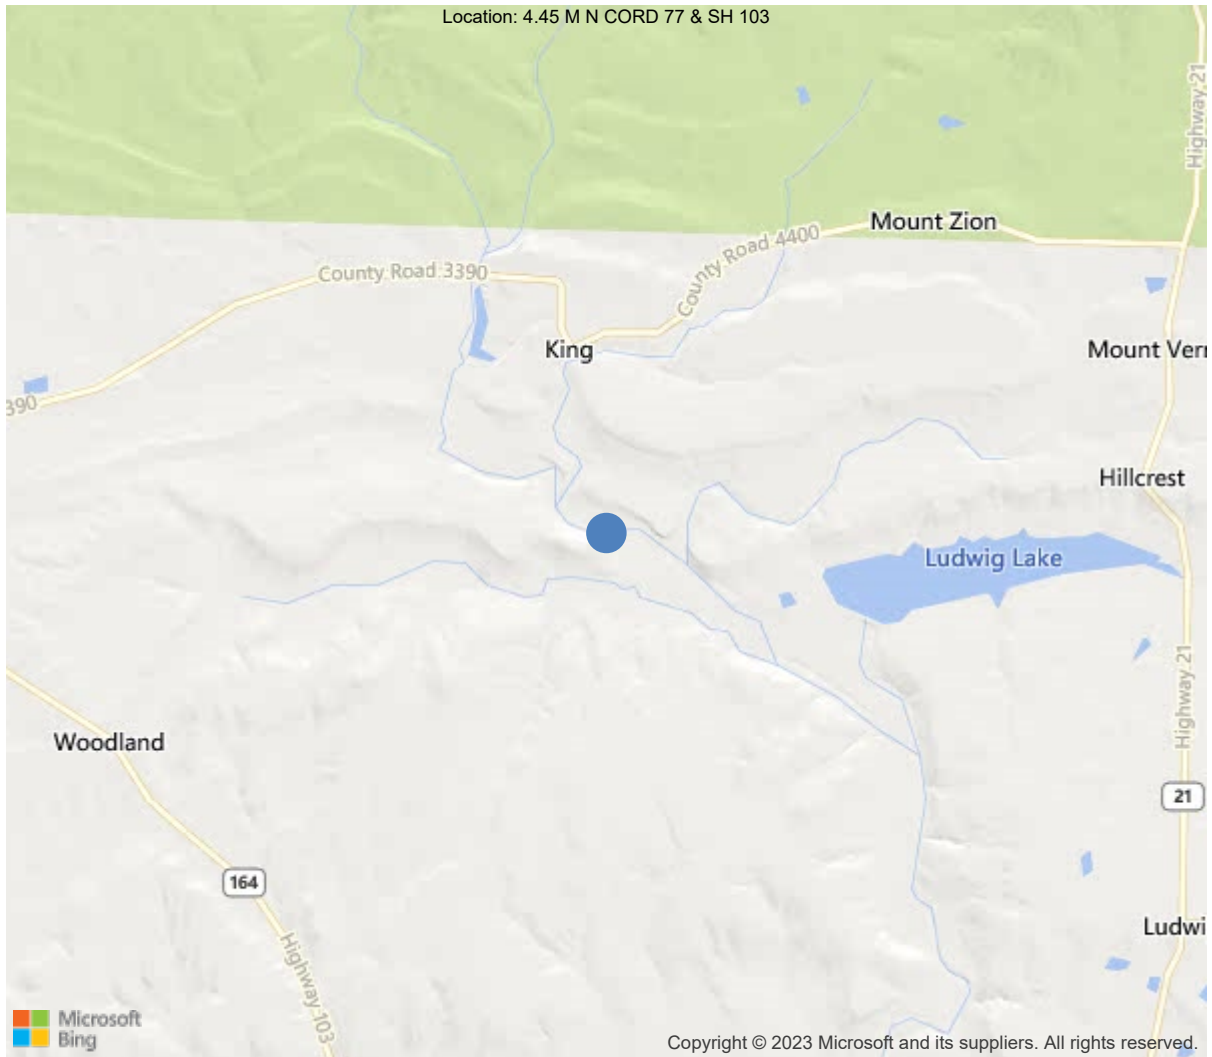 Location: 4.45 M N CORD 77 & SH 103
Highway 21
Mount Zion
County Road 4400
County Road 3390
King
Mount Vern
390
Hillcrest
Ludwig Lake
Highway 21
Woodland
21
164
Ludwi
Highway 103
Microsoft
Bing
Copyright © 2023 Microsoft and its suppliers. All rights reserved.